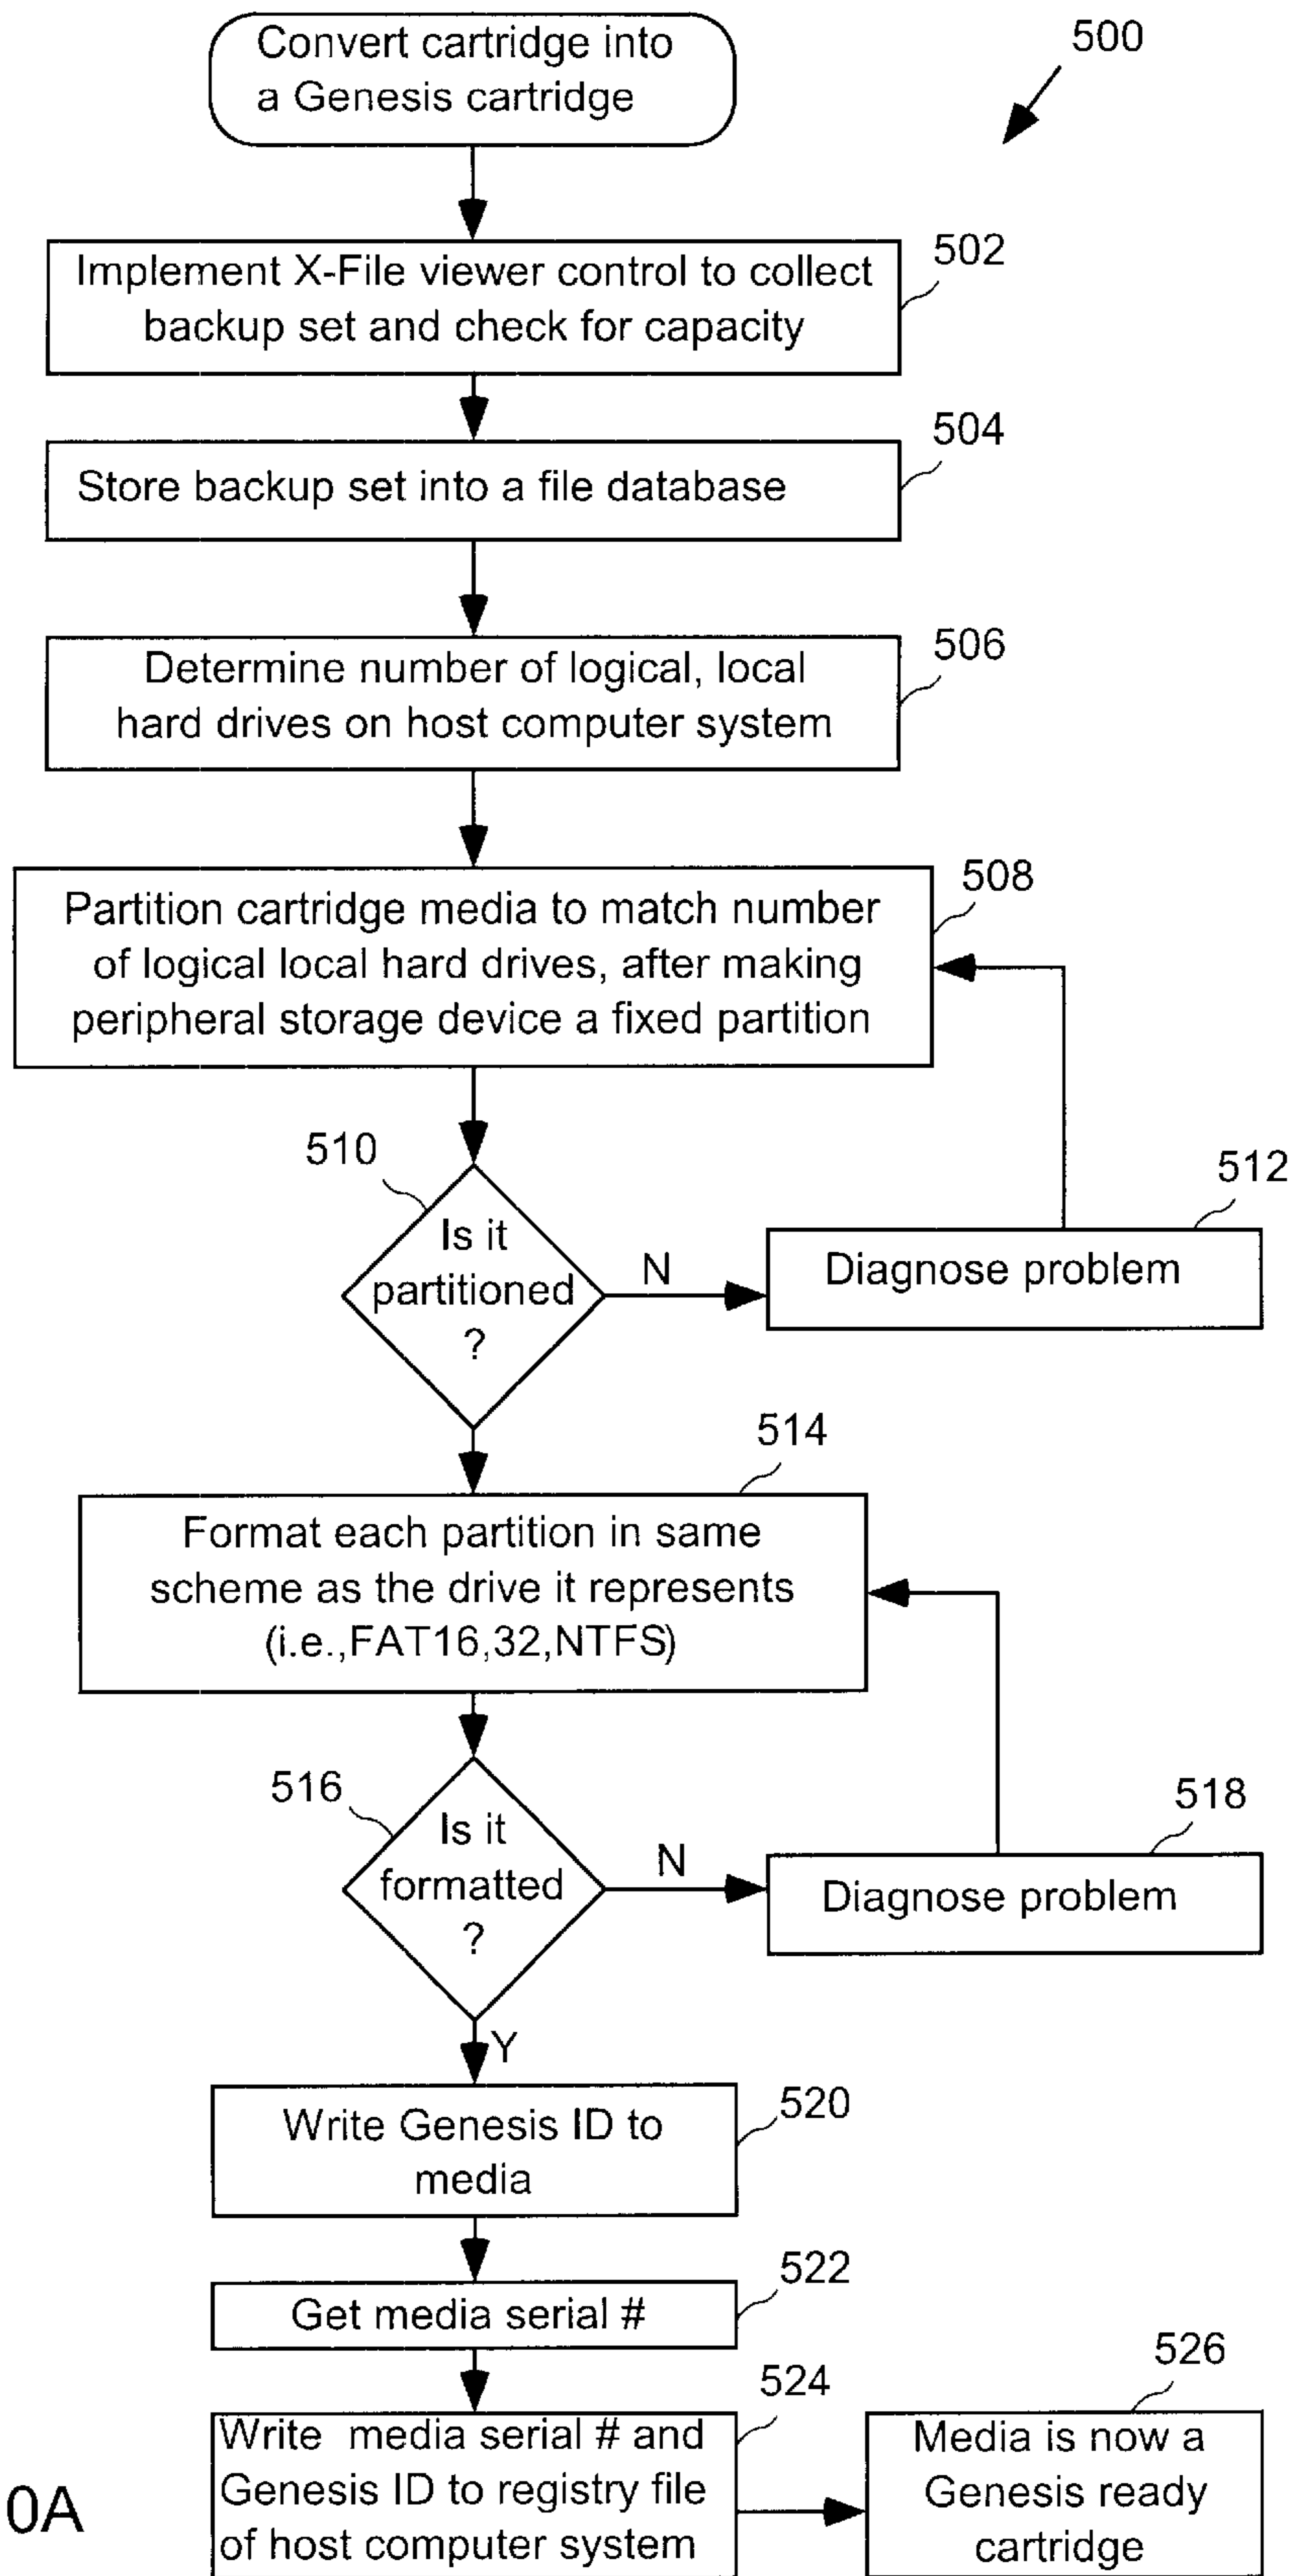 Convert cartridge into
a Genesis cartridge
500
Implement X-File viewer control to collect
backup set and check for capacity
502
Store backup set into a file database
504
Determine number of logical, local
hard drives on host computer system
506
Partition cartridge media to match number
of logical local hard drives, after making
peripheral storage device a fixed partition
508
510
Is it
partitioned
?
N
Diagnose problem
512
514
Format each partition in same
scheme as the drive it represents
(i.e.,FAT16,32,NTFS)
516
Is it
formatted
?
N
Diagnose problem
518
Y
Write Genesis ID to
media
520
Get media serial #
522
Write media serial # and
Genesis ID to registry file
of host computer system
524
Media is now a
Genesis ready
cartridge
526
0A